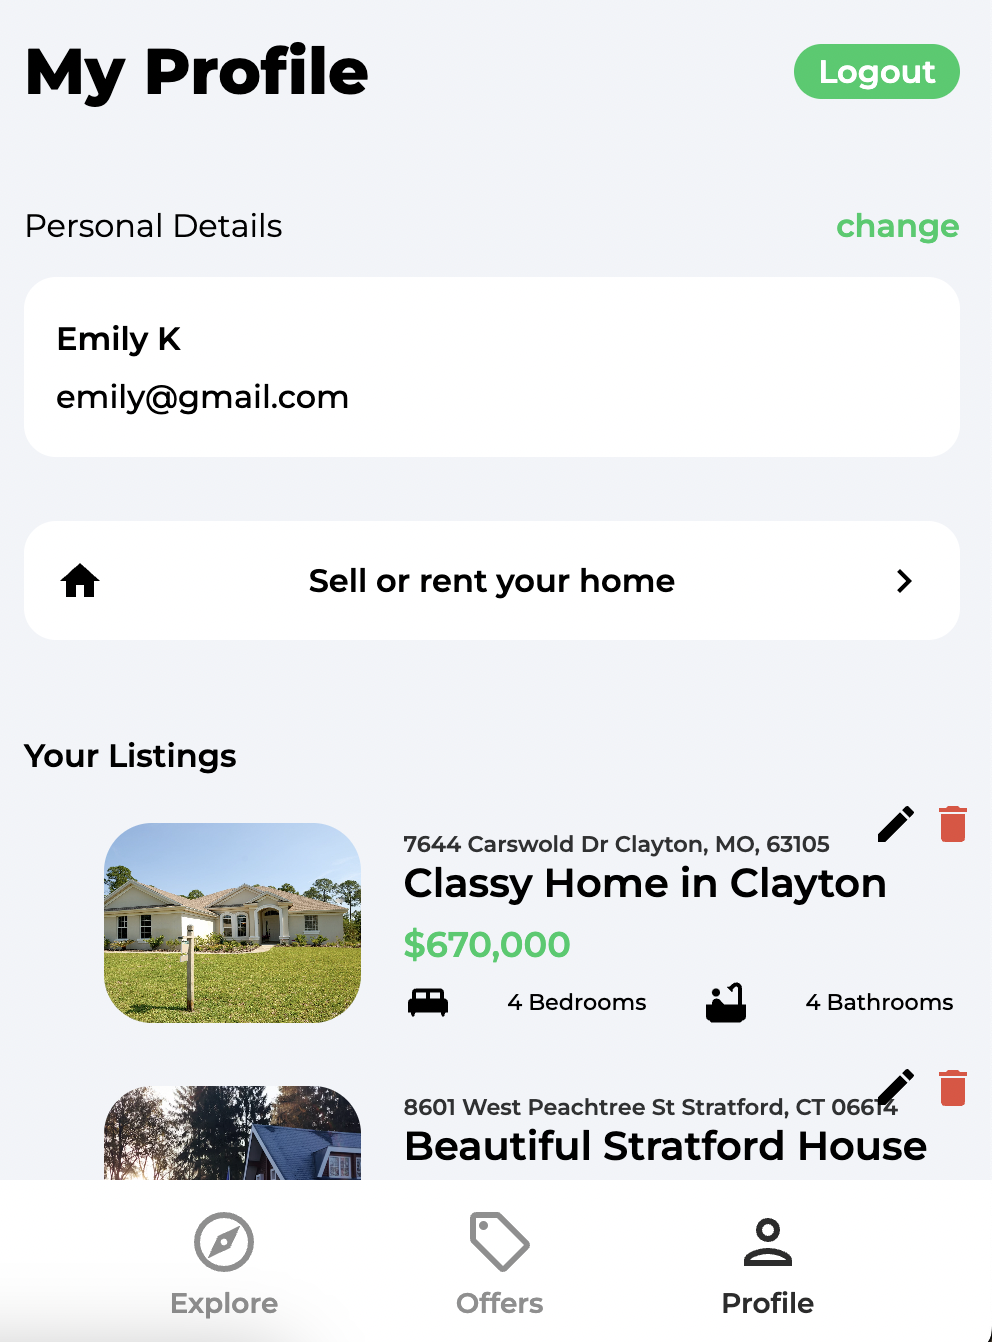 My Profile
Logout
Personal Details
change
Emily K
emily@gmail.com
Sell or rent your home
Your Listings
7644 Carswold Dr Clayton, MO, 63105
Classy Home in Clayton
$670,000
4 Bedrooms
4 Bathrooms
8601 West Peachtree St Stratford, CT 06614
Beautiful Stratford House
Explore
Offers
Profile